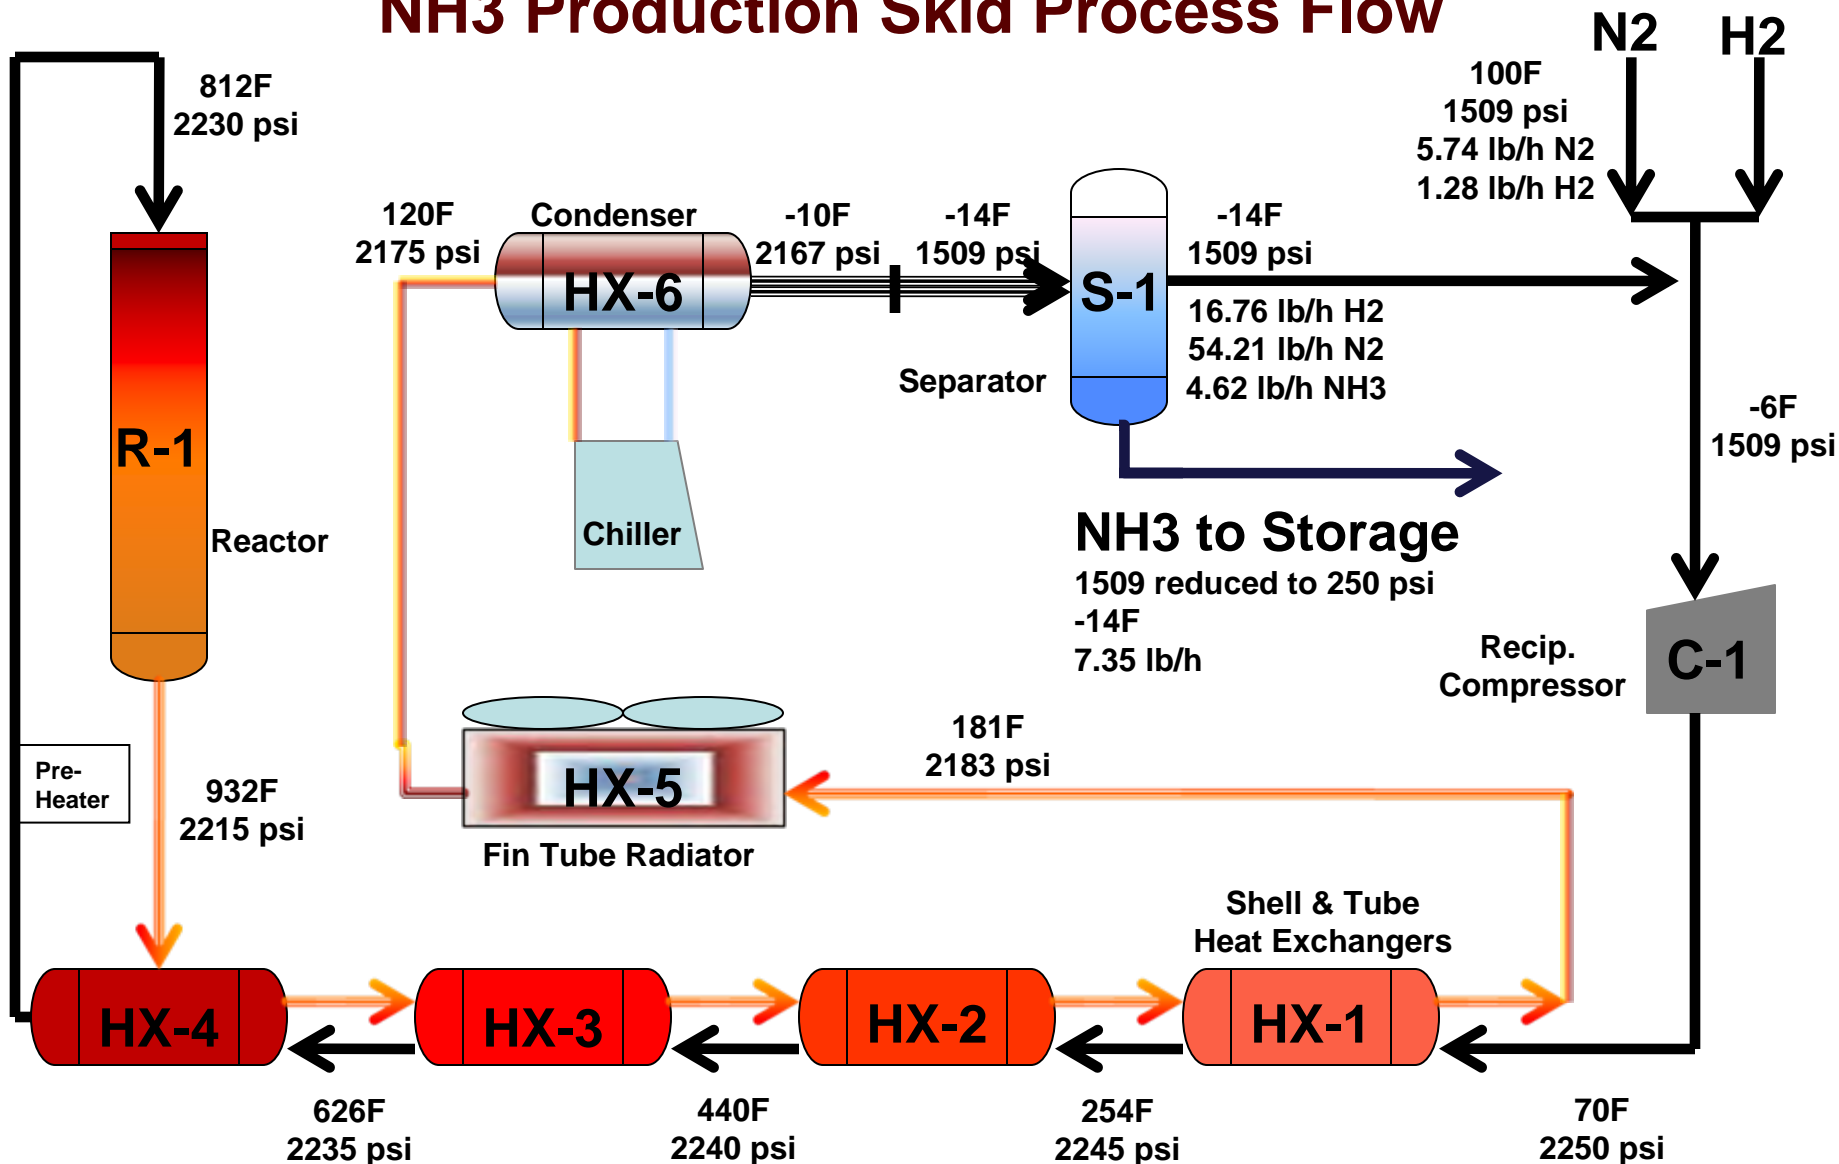 NH3 Production Skid Process Flow
N2
H2
812F
2230 psi
100F
1509 psi
5.74 lb/h N2
1.28 lb/h H2
120F
2175 psi
Condenser
-10F
2167 psi
-14F
1509 psi
-14F
1509 psi
HX-6
S-1
16.76 lb/h H2
54.21 lb/h N2
4.62 lb/h NH3
Separator
-6F
1509 psi
R-1
Reactor
Chiller
NH3 to Storage
1509 reduced to 250 psi
-14F
7.35 lb/h
Recip.
Compressor
C-1
181F
2183 psi
Pre-
Heater
932F
2215 psi
HX-5
Fin Tube Radiator
Shell & Tube
Heat Exchangers
HX-4
HX-3
HX-2
HX-1
626F
2235 psi
440F
2240 psi
254F
2245 psi
70F
2250 psi